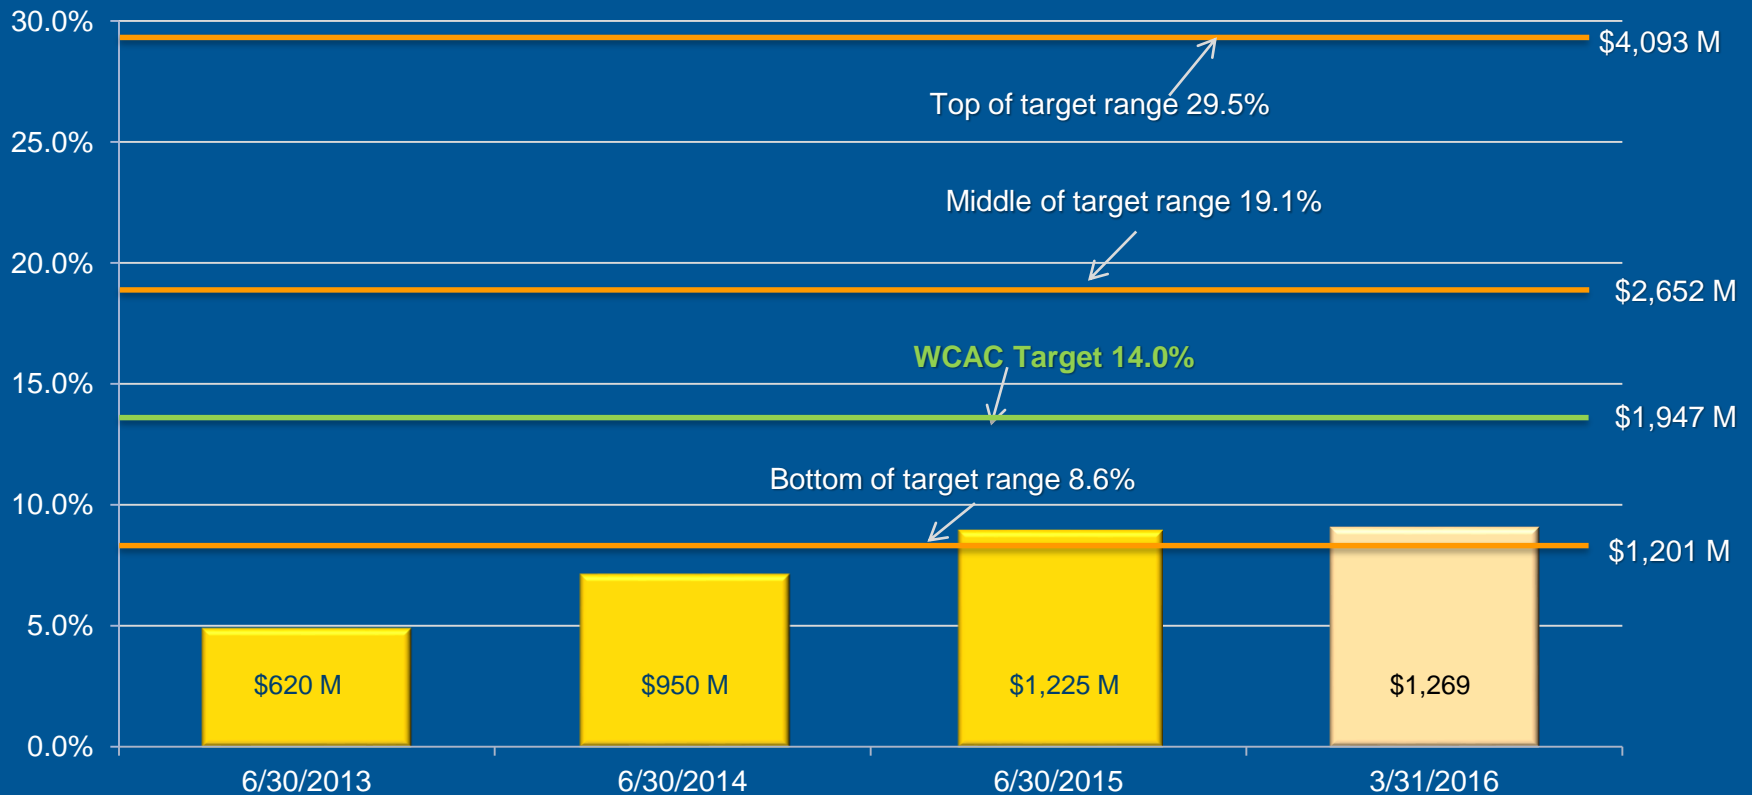 30.0%
$4,093 M
Top of target range 29.5%
25.0%
Middle of target range 19.1%
20.0%
$2,652 M
WCAC Target 14.0%
15.0%
$1,947 M
Bottom of target range 8.6%
10.0%
$1,201 M
5.0%
$620 M
$950 M
$1,225 M
$1,269
0.0%
6/30/2013
6/30/2014
6/30/2015
3/31/2016